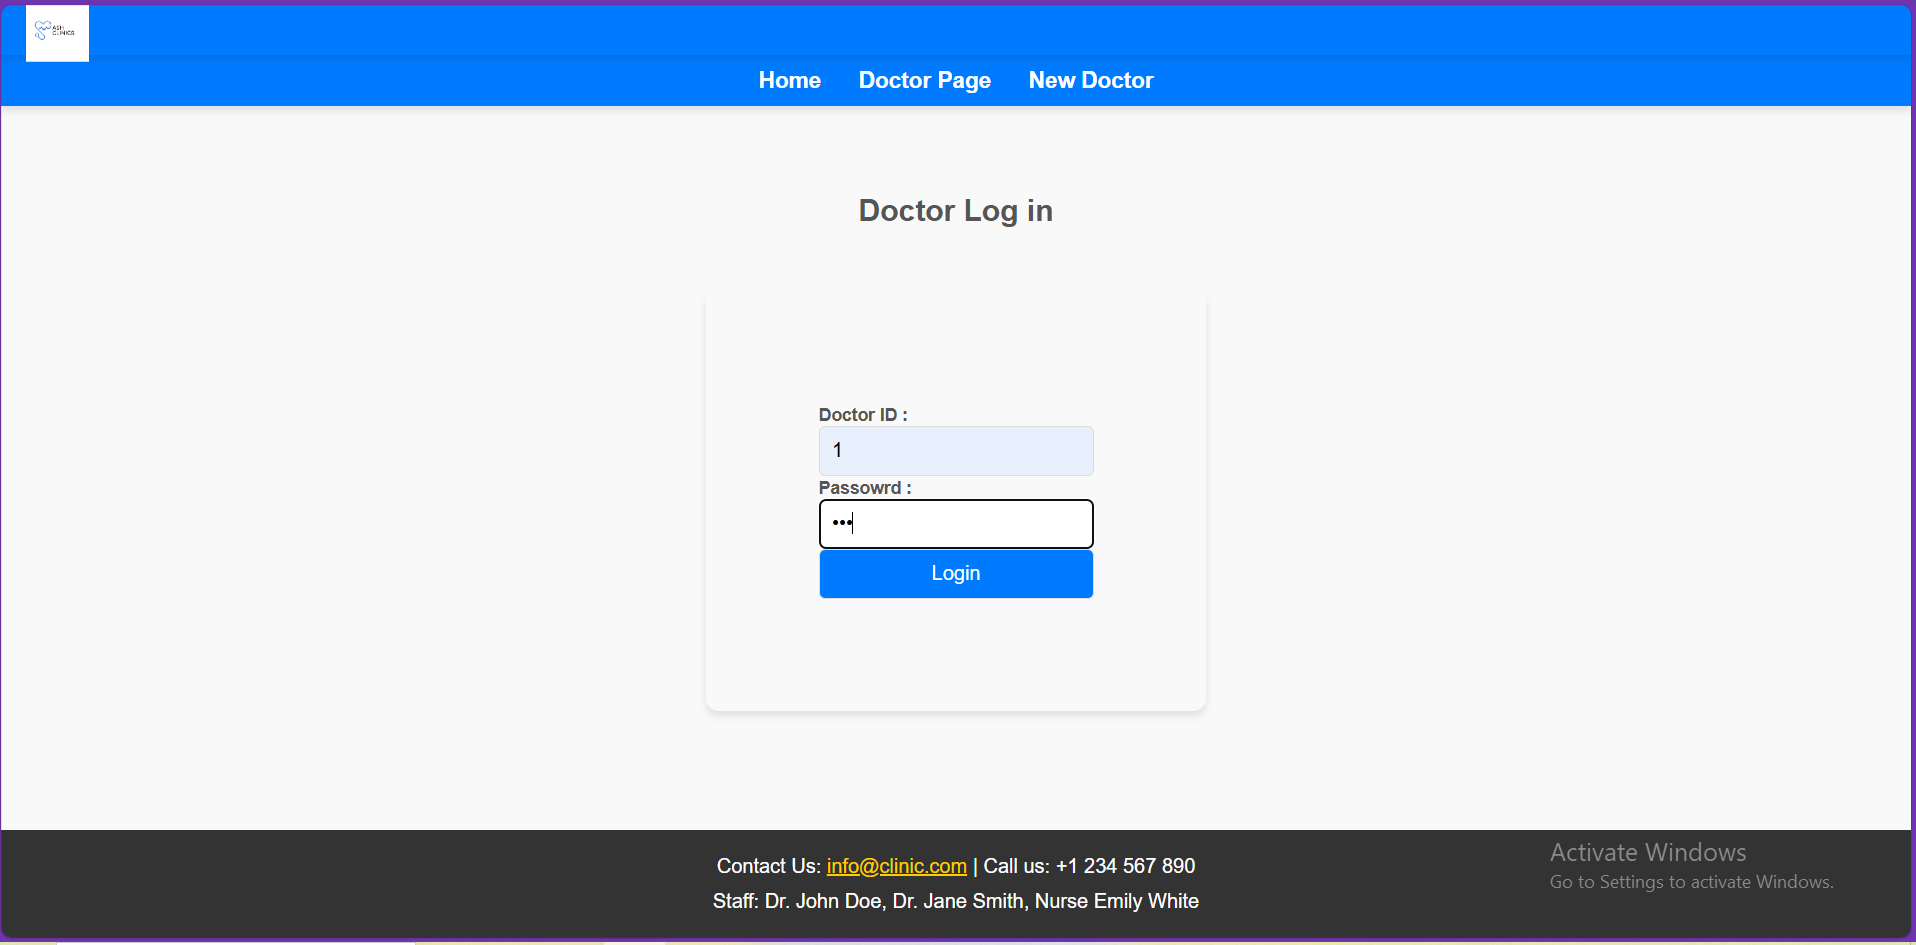 ASH
CLINICS
Home Doctor Page New Doctor
Doctor Log in
Doctor ID :
1
Passowrd :
•••
Login
Contact Us: info@clinic.com | Call us: +1 234 567 890
Staff: Dr. John Doe, Dr. Jane Smith, Nurse Emily White
Activate Windows
Go to Settings to activate Windows.